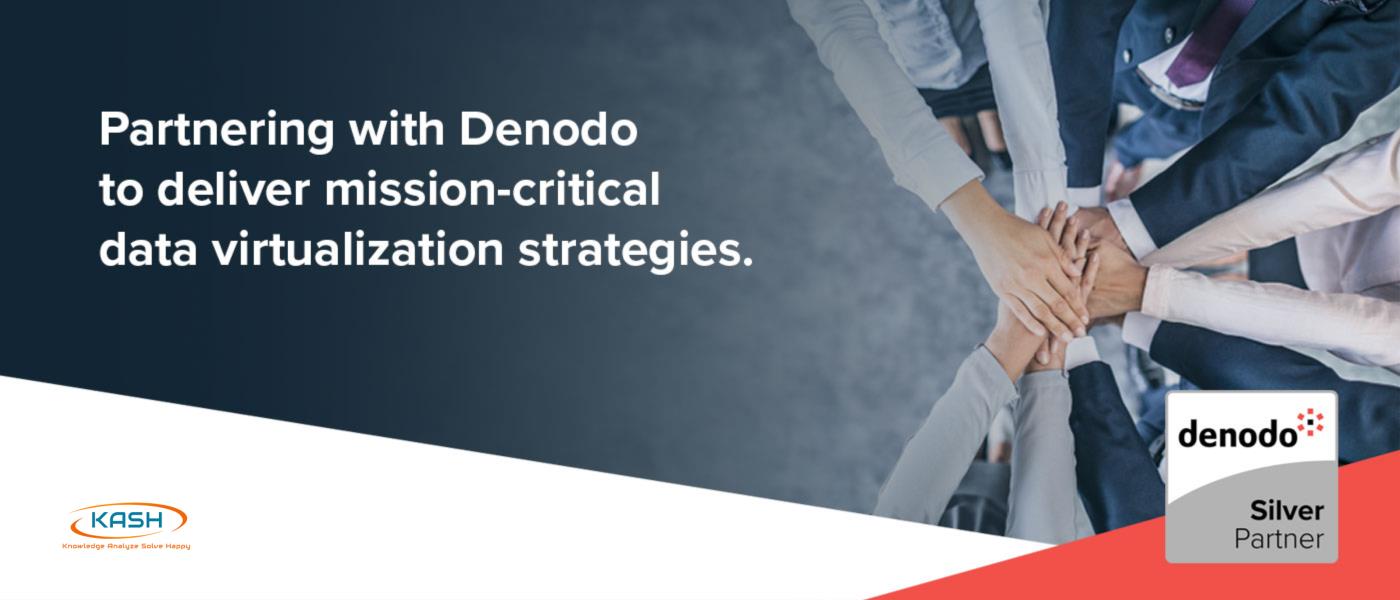 Partnering with Denodo
to deliver mission-critical
data virtualization strategies.
denodo
Silver
Partner
KASH
Knowledge Analyze Solve Happy